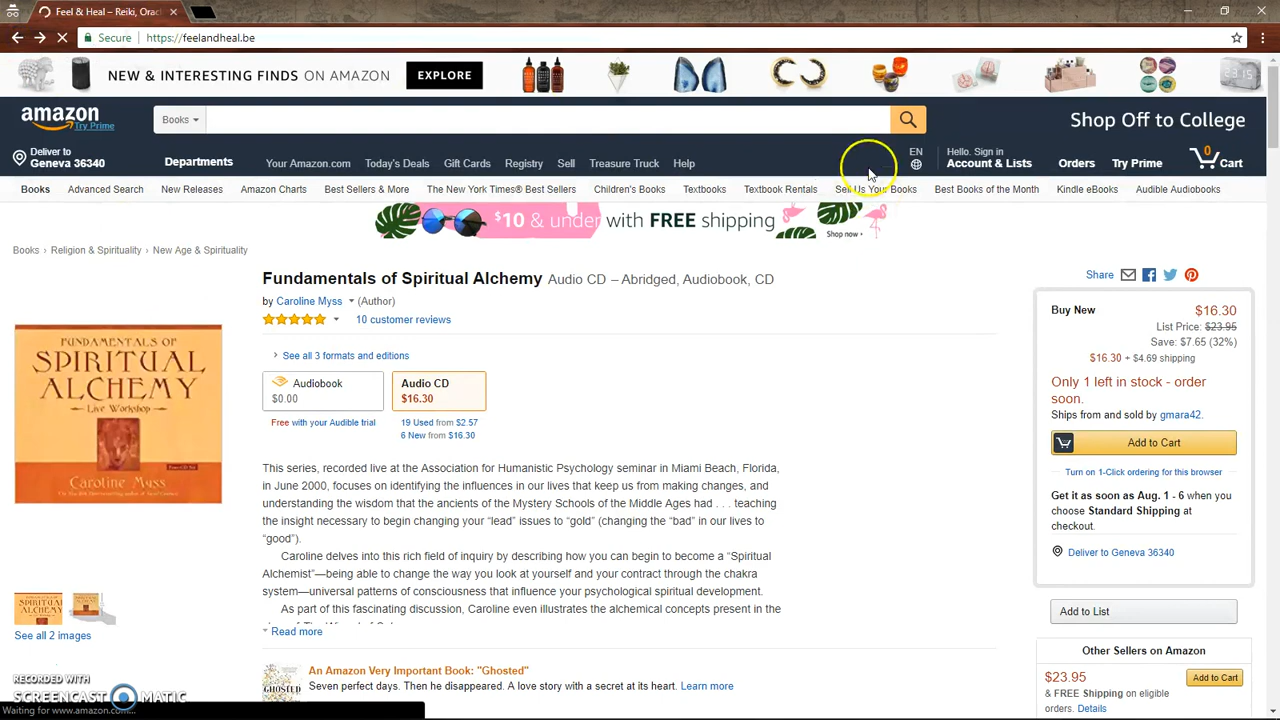 Feel & Heal – Reiki, Orac
Secure https://feelandheal.be
NEW & INTERESTING FINDS ON AMAZON EXPLORE
amazon
Try Prime
Books
Shop Off to College
Deliver to
Geneva 36340
Departments Your Amazon.com Today's Deals Gift Cards Registry Sell Treasure Truck Help
EN
Hello. Sign in
Account & Lists
Orders Try Prime 0 Cart
Books Advanced Search New Releases Amazon Charts Best Sellers & More The New York Times® Best Sellers Children's Books Textbooks Textbook Rentals Sell Us Your Books Best Books of the Month Kindle eBooks Audible Audiobooks
$10 & under with FREE shipping
Shop now ›
Books › Religion & Spirituality › New Age & Spirituality
Fundamentals of Spiritual Alchemy Audio CD – Abridged, Audiobook, CD
by Caroline Myss (Author)
10 customer reviews
See all 3 formats and editions
Audiobook
$0.00
Audio CD
$16.30
Free with your Audible trial
19 Used from $2.57
6 New from $16.30
This series, recorded live at the Association for Humanistic Psychology seminar in Miami Beach, Florida,
in June 2000, focuses on identifying the influences in our lives that keep us from making changes, and
understanding the wisdom that the ancients of the Mystery Schools of the Middle Ages had . . . teaching
the insight necessary to begin changing your “lead” issues to “gold” (changing the “bad” in our lives to
“good”).
Caroline delves into this rich field of inquiry by describing how you can begin to become a “Spiritual
Alchemist”—being able to change the way you look at yourself and your contract through the chakra
system—universal patterns of consciousness that influence your psychological spiritual development.
As part of this fascinating discussion, Caroline even illustrates the alchemical concepts present in the
Read more
An Amazon Very Important Book: "Ghosted"
Seven perfect days. Then he disappeared. A love story with a secret at its heart. Learn more
FUNDAMENTALS OF
SPIRITUAL
ALCHEMY
Live Workshop
Caroline Myss
See all 2 images
Share
Buy New $16.30
List Price: $23.95
Save: $7.65 (32%)
$16.30 + $4.69 shipping
Only 1 left in stock - order
soon.
Ships from and sold by gmara42.
Add to Cart
Turn on 1-Click ordering for this browser
Get it as soon as Aug. 1 - 6 when you
choose Standard Shipping at
checkout.
Deliver to Geneva 36340
Add to List
Other Sellers on Amazon
$23.95 Add to Cart
& FREE Shipping on eligible
orders. Details
RECORDED WITH
SCREENCAST MATIC
Waiting for www.amazon.com...